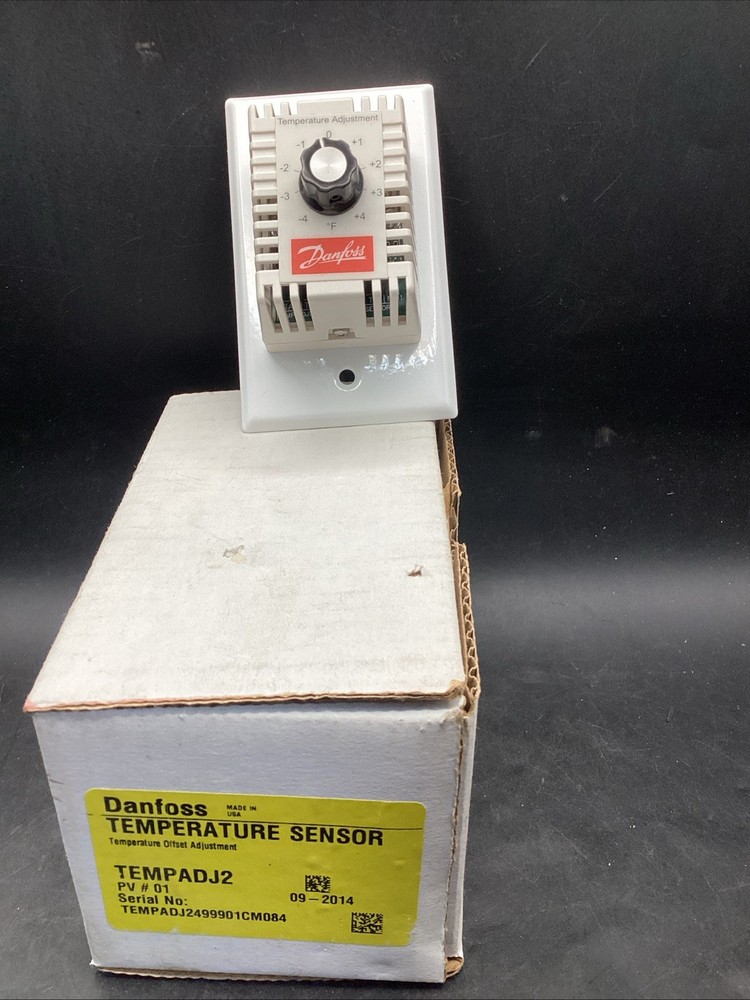 Temperature Adjustment
0
-1 +1
-2 +2
-3 +3
-4 +4
°F
Danfoss
Danfoss MADE IN USA
TEMPERATURE SENSOR
Temperature Offset Adjustment
TEMPADJ2
PV # 01
09-2014
Serial No:
TEMPADJ2499901CM084